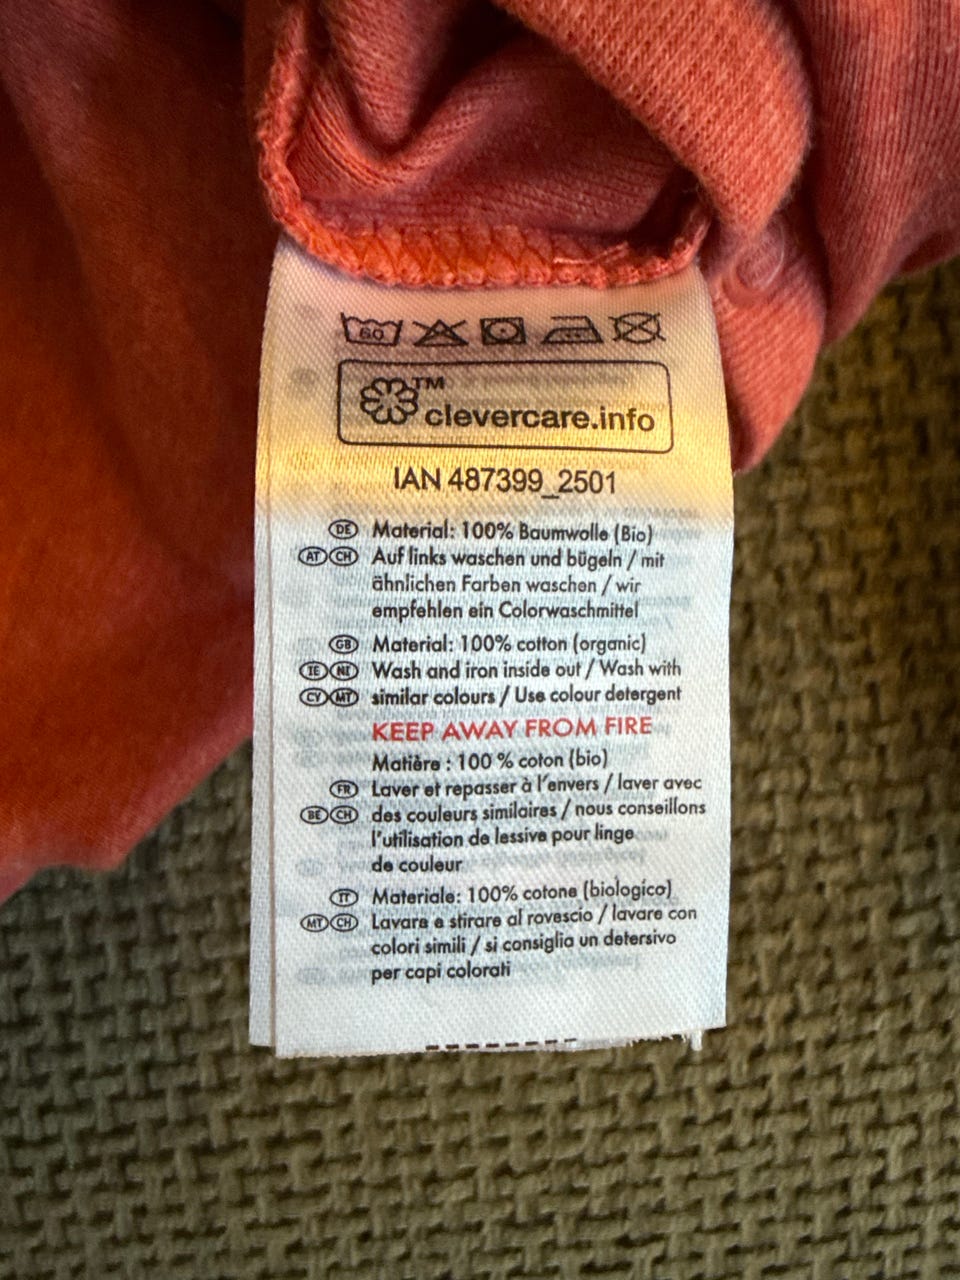 60
TM
clevercare.info
IAN 487399_2501
DE Material: 100% Baumwolle (Bio)
AT CH Auf links waschen und bügeln / mit
ähnlichen Farben waschen / wir
empfehlen ein Colorwaschmittel
GB Material: 100% cotton (organic)
IE NI Wash and iron inside out / Wash with
CY MT similar colours / Use colour detergent
KEEP AWAY FROM FIRE
Matière : 100 % coton (bio)
FR Laver et repasser à l'envers / laver avec
BE CH des couleurs similaires / nous conseillons
l'utilisation de lessive pour linge
de couleur
IT Materiale: 100% cotone (biologico)
MT CH Lavare e stirare al rovescio / lavare con
colori simili / si consiglia un detersivo
per capi colorati